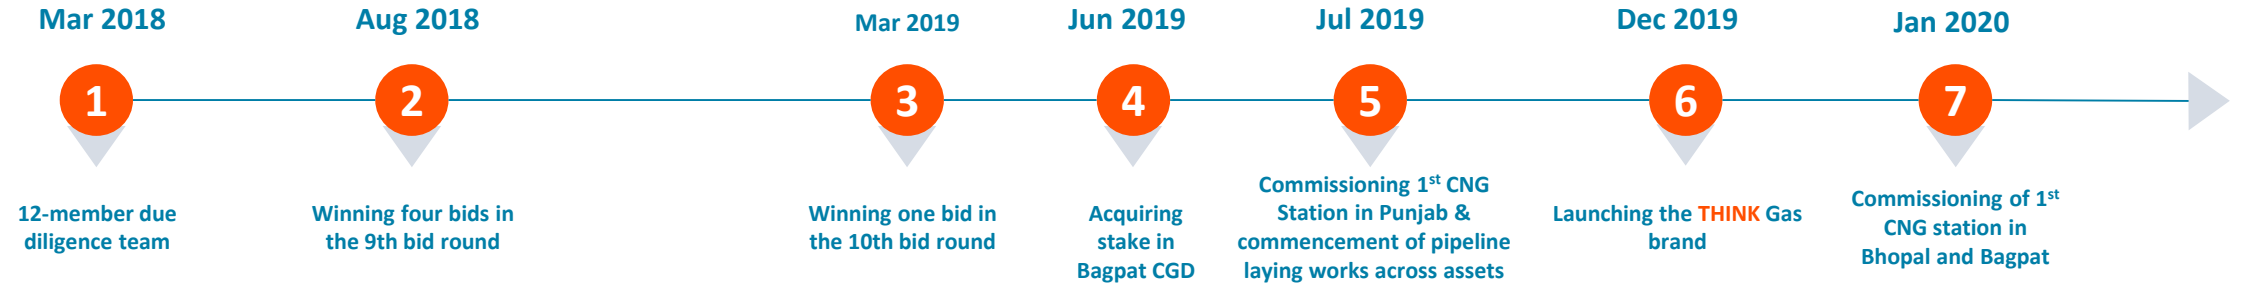 Mar 2018
1
12-member due
diligence team
Aug 2018
2
Winning four bids in
the 9th bid round
Mar 2019
3
Winning one bid in
the 10th bid round
Jun 2019
4
Acquiring
stake in
Bagpat CGD
Jul 2019
5
Commissioning 1st CNG
Station in Punjab &
commencement of pipeline
laying works across assets
Dec 2019
6
Launching the THINK Gas
brand
Jan 2020
7
Commissioning of 1st
CNG station in
Bhopal and Bagpat